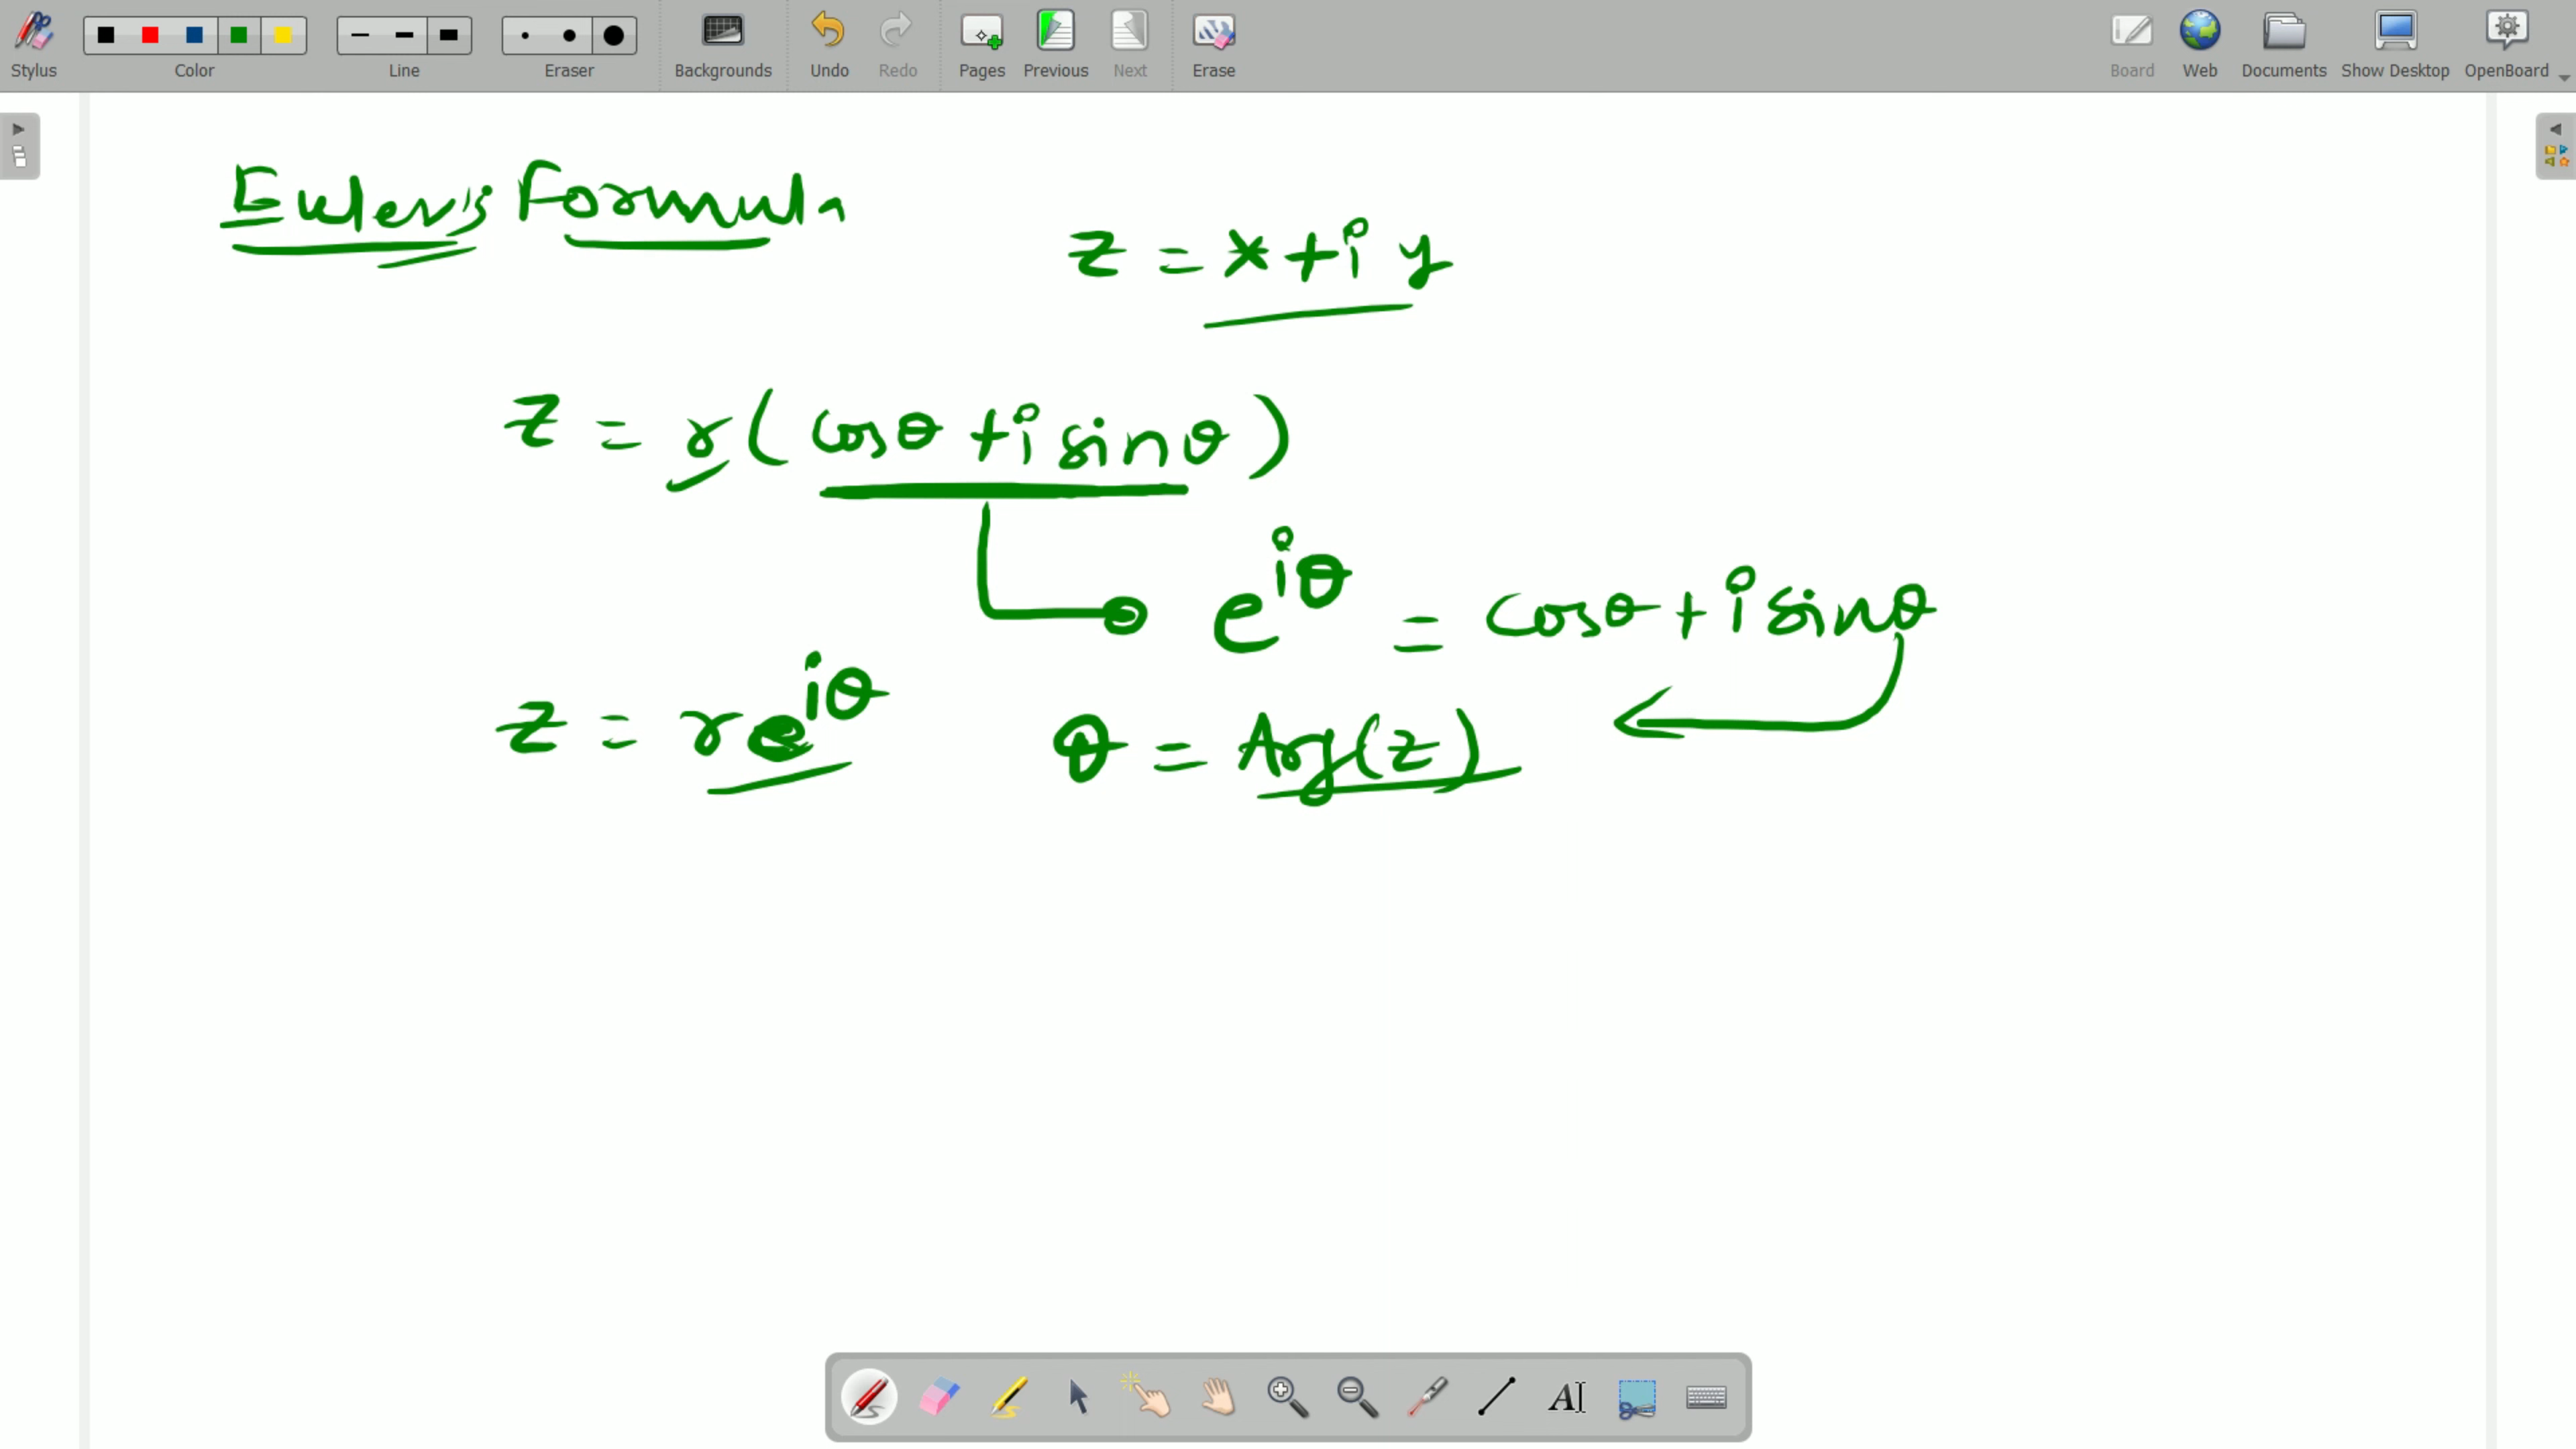 Stylus Color Line Eraser Backgrounds Undo Redo Pages Previous Next Erase Board Web Documents Show Desktop OpenBoard
Euler's Formula
z = x + i y
z = r ( cosθ + i sinθ )
e^{iθ} = cosθ + i sinθ
z = re^{iθ} θ = Arg(z)